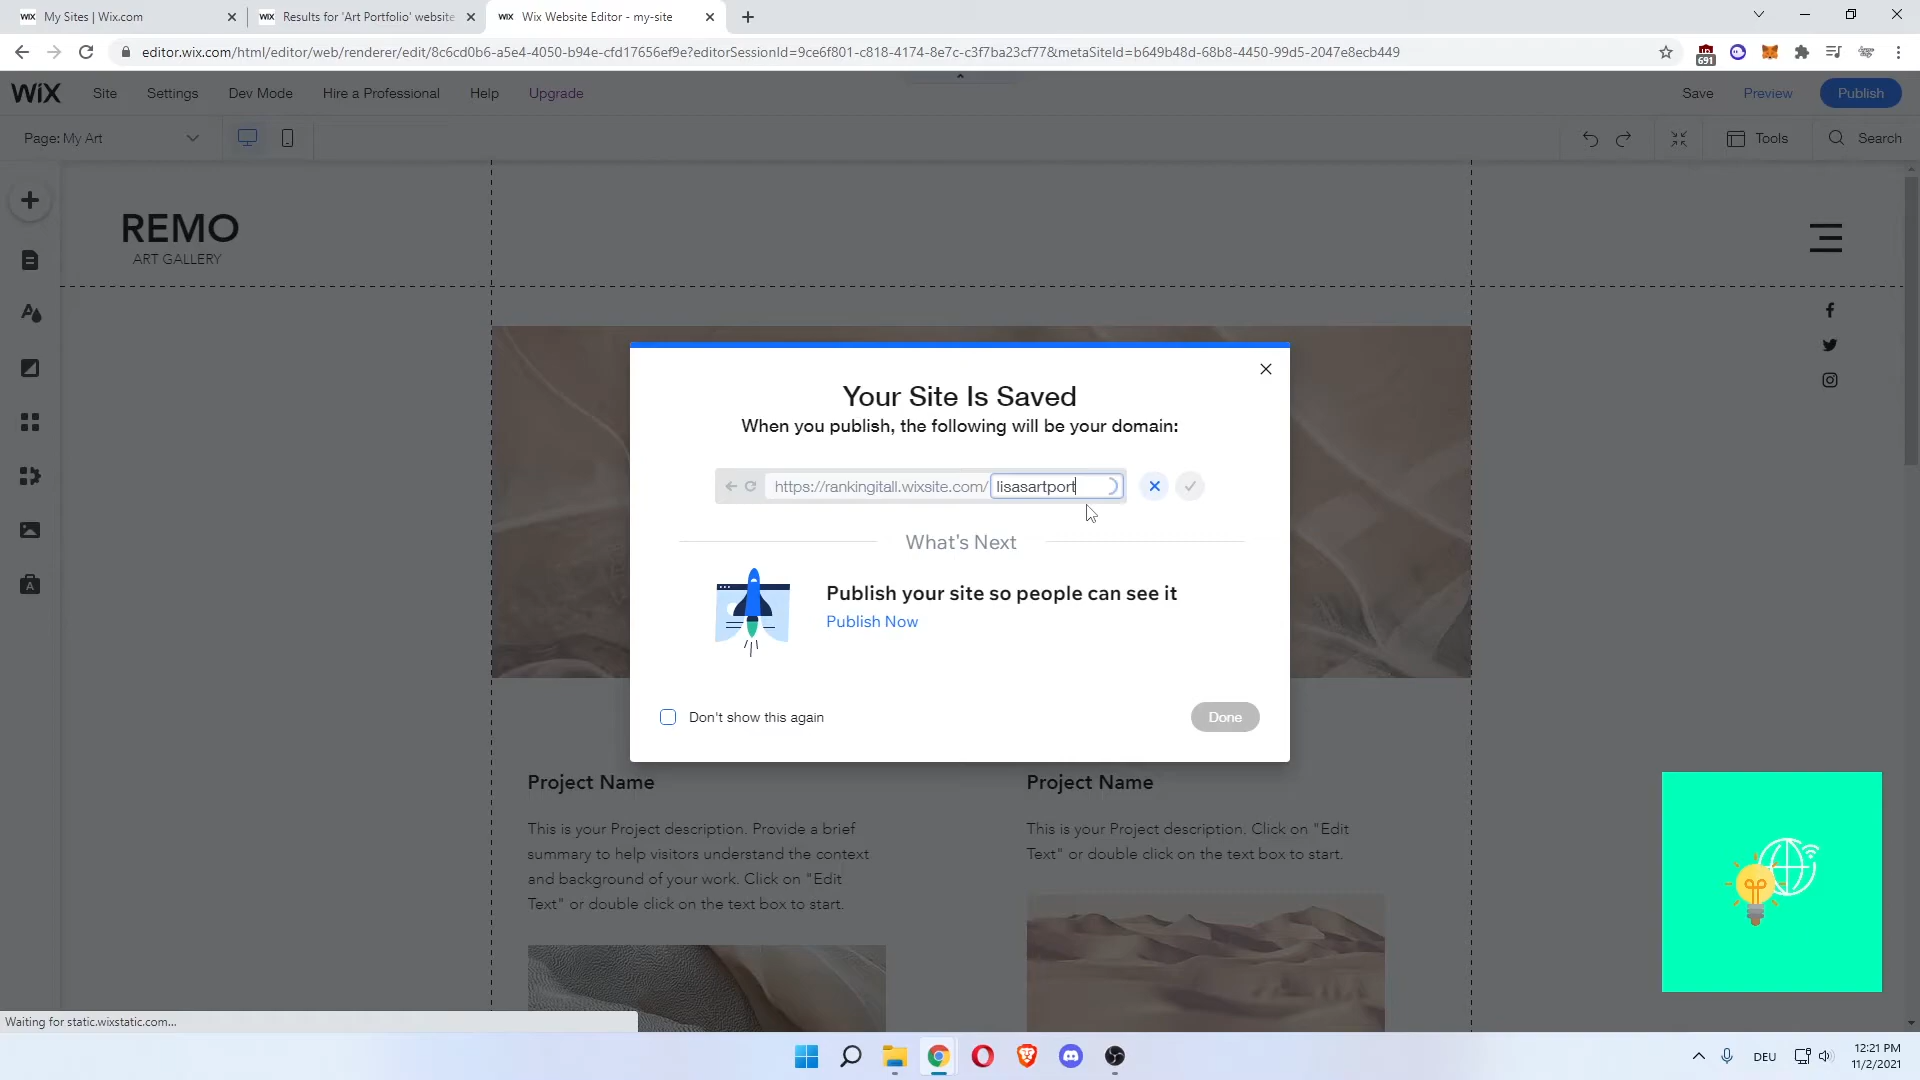 WiX My Sites | Wix.com
WiX Results for 'Art Portfolio' website
WiX Wix Website Editor - my-site
editor.wix.com/html/editor/web/renderer/edit/8c6cd0b6-a5e4-4050-b94e-cfd17656ef9e?editorSessionId=9ce6f801-c818-4174-8e7c-c3f7ba23cf77&metaSiteId=b649b48d-68b8-4450-99d5-2047e8ecb449
691
WiX Site Settings Dev Mode Hire a Professional Help Upgrade Save Preview Publish
Page: My Art Tools Search
REMO
ART GALLERY
Your Site Is Saved
When you publish, the following will be your domain:
https://rankingitall.wixsite.com/ lisasartport
What's Next
Publish your site so people can see it
Publish Now
Don't show this again Done
Project Name
This is your Project description. Provide a brief
summary to help visitors understand the context
and background of your work. Click on "Edit
Text" or double click on the text box to start.
Project Name
This is your Project description. Click on "Edit
Text" or double click on the text box to start.
Waiting for static.wixstatic.com...
DEU
12:21 PM
11/2/2021